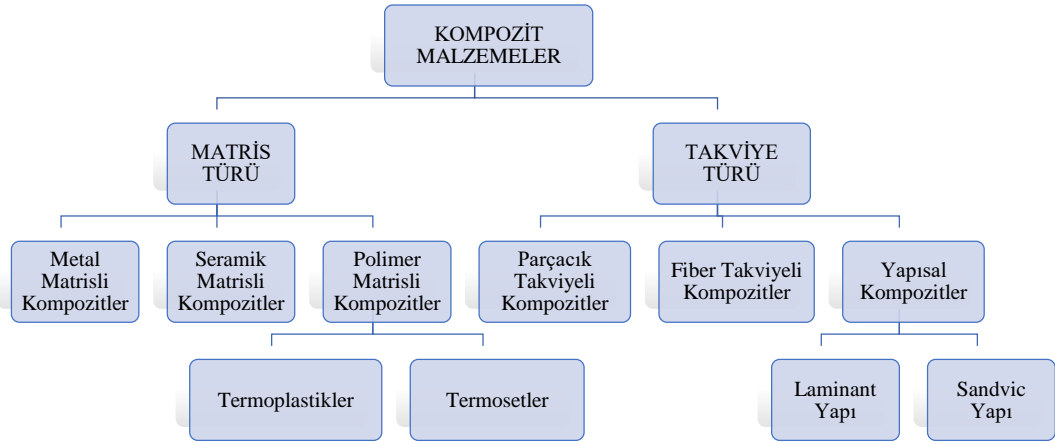 KOMPOZİT
MALZEMELER
MATRİS
TÜRÜ
TAKVİYE
TÜRÜ
Metal
Matrisli
Kompozitler
Seramik
Matrisli
Kompozitler
Polimer
Matrisli
Kompozitler
Parçacık
Takviyeli
Kompozitler
Fiber Takviyeli
Kompozitler
Yapısal
Kompozitler
Termoplastikler
Termosetler
Laminant
Yapı
Sandvic
Yapı